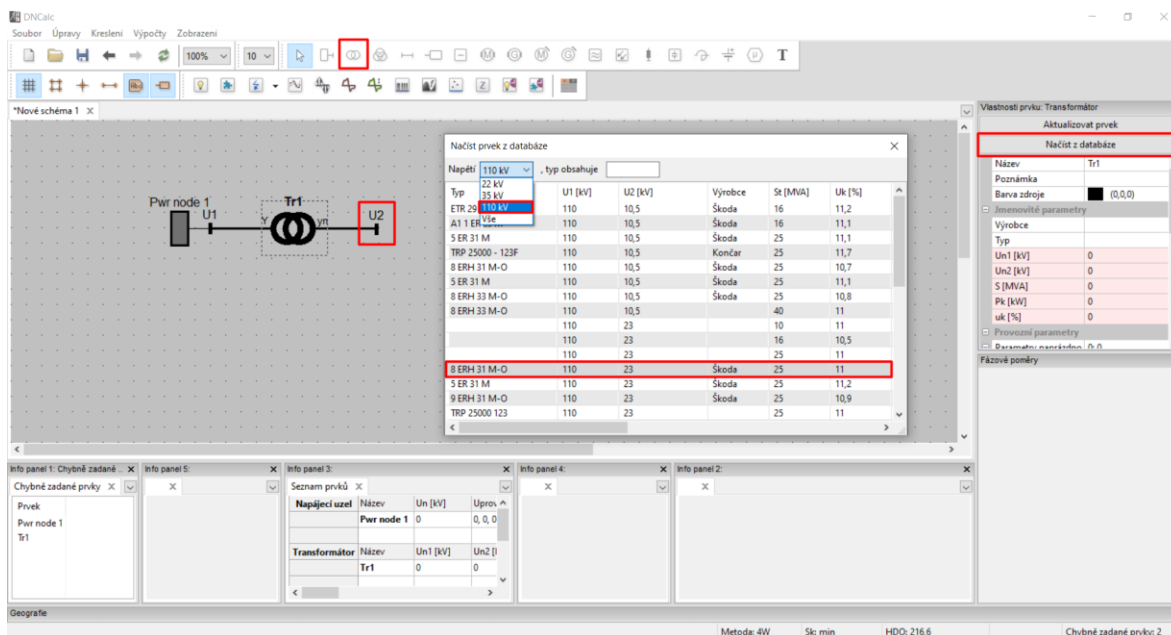 DNCalc
Soubor Úpravy Kreslení Výpočty Zobrazení
100% 10 T
*Nové schéma 1 X
Pwr node 1
U1
Y Tr1 yn
U2
Načíst prvek z databáze
Napětí 110 kV , typ obsahuje
22 kV
35 kV
110 kV
Vše
Typ U1 [kV] U2 [kV] Výrobce St [MVA] Uk [%]
ETR 29 110 10,5 Škoda 16 11,2
A1 1 ER 110 10,5 Škoda 16 11,1
5 ER 31 M 110 10,5 Škoda 25 11,1
TRP 25000 - 123F 110 10,5 Končar 25 11,7
8 ERH 31 M-O 110 10,5 Škoda 25 10,7
5 ER 31 M 110 10,5 Škoda 25 11,1
8 ERH 33 M-O 110 10,5 Škoda 25 10,8
8 ERH 33 M-O 110 10,5 40 11
110 23 10 11
110 23 16 10,5
110 23 25 11
8 ERH 31 M-O 110 23 Škoda 25 11
5 ER 31 M 110 23 Škoda 25 11,2
9 ERH 31 M-O 110 23 Škoda 25 10,9
TRP 25000 123 110 23 25 11
Vlastnosti prvku: Transformátor
Aktualizovat prvek
Načíst z databáze
Název Tr1
Poznámka
Barva zdroje (0,0,0)
Jmenovité parametry
Výrobce
Typ
Un1 [kV] 0
Un2 [kV] 0
S [MVA] 0
Pk [kW] 0
uk [%] 0
Provozní parametry
Parametry naprázdno 0; 0
Fázové poměry
Info panel 1: Chybně zadané ... X
Chybně zadané prvky X
Prvek
Pwr node 1
Tr1
Info panel 5: X
X
Info panel 3: X
Seznam prvků X
Napájecí uzel Název Un [kV] Uprov
Pwr node 1 0 0, 0, 0
Transformátor Název Un1 [kV] Un2 [
Tr1 0 0
Info panel 4: X
X
Info panel 2: X
X
Geografie
Metoda: 4W Sk: min HDO: 216.6 Chybně zadané prvky: 2